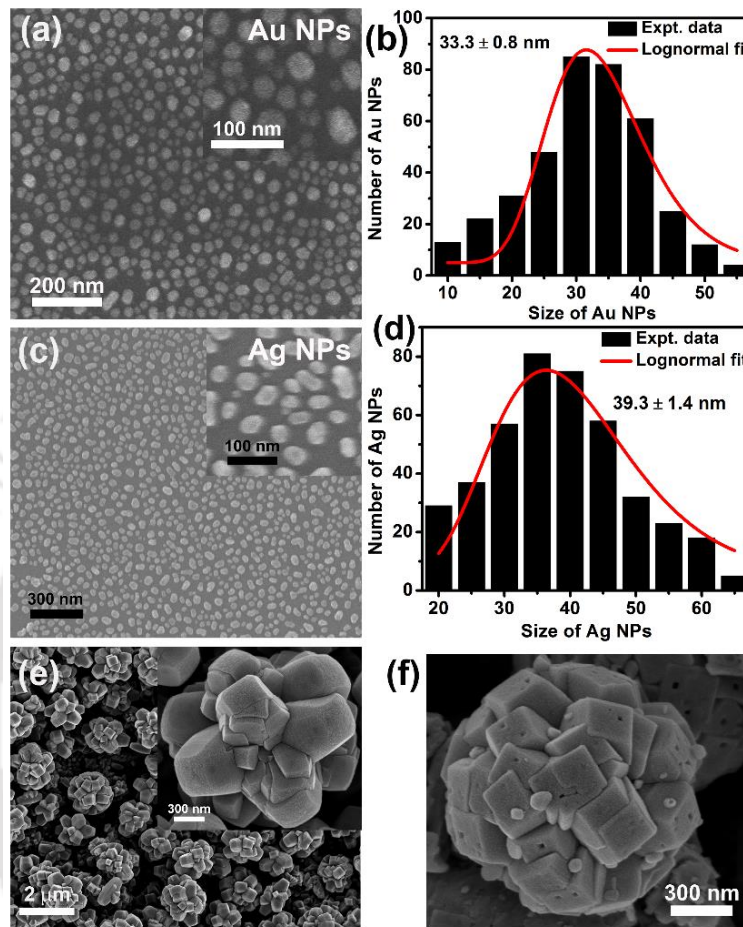 (a)
Au NPs
100 nm
200 nm
(b)
33.3 ± 0.8 nm
Expt. data
Lognormal fi
Number of Au NPs
100
80
60
40
20
0
10 20 30 40 50
Size of Au NPs
(c)
Ag NPs
100 nm
300 nm
(d)
Expt. data
Lognormal fit
39.3 ± 1.4 nm
Number of Ag NPs
80
60
40
20
0
20 30 40 50 60
Size of Ag NPs
(e)
300 nm
2 μm
(f)
300 nm